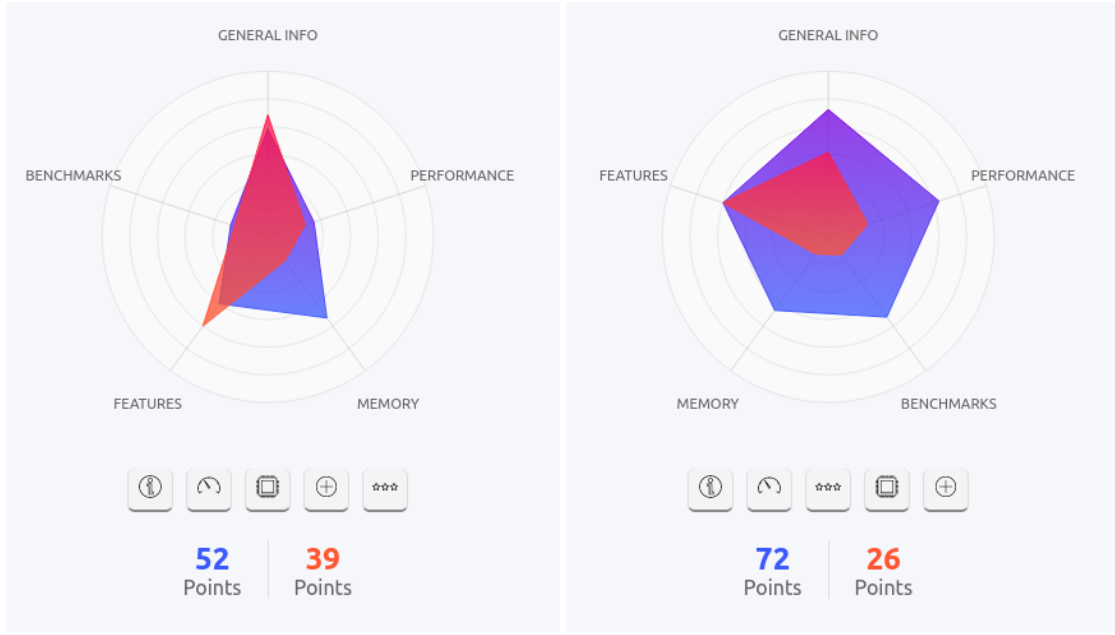 GENERAL INFO
BENCHMARKS
PERFORMANCE
FEATURES
MEMORY
52
Points
39
Points
GENERAL INFO
FEATURES
PERFORMANCE
MEMORY
BENCHMARKS
72
Points
26
Points